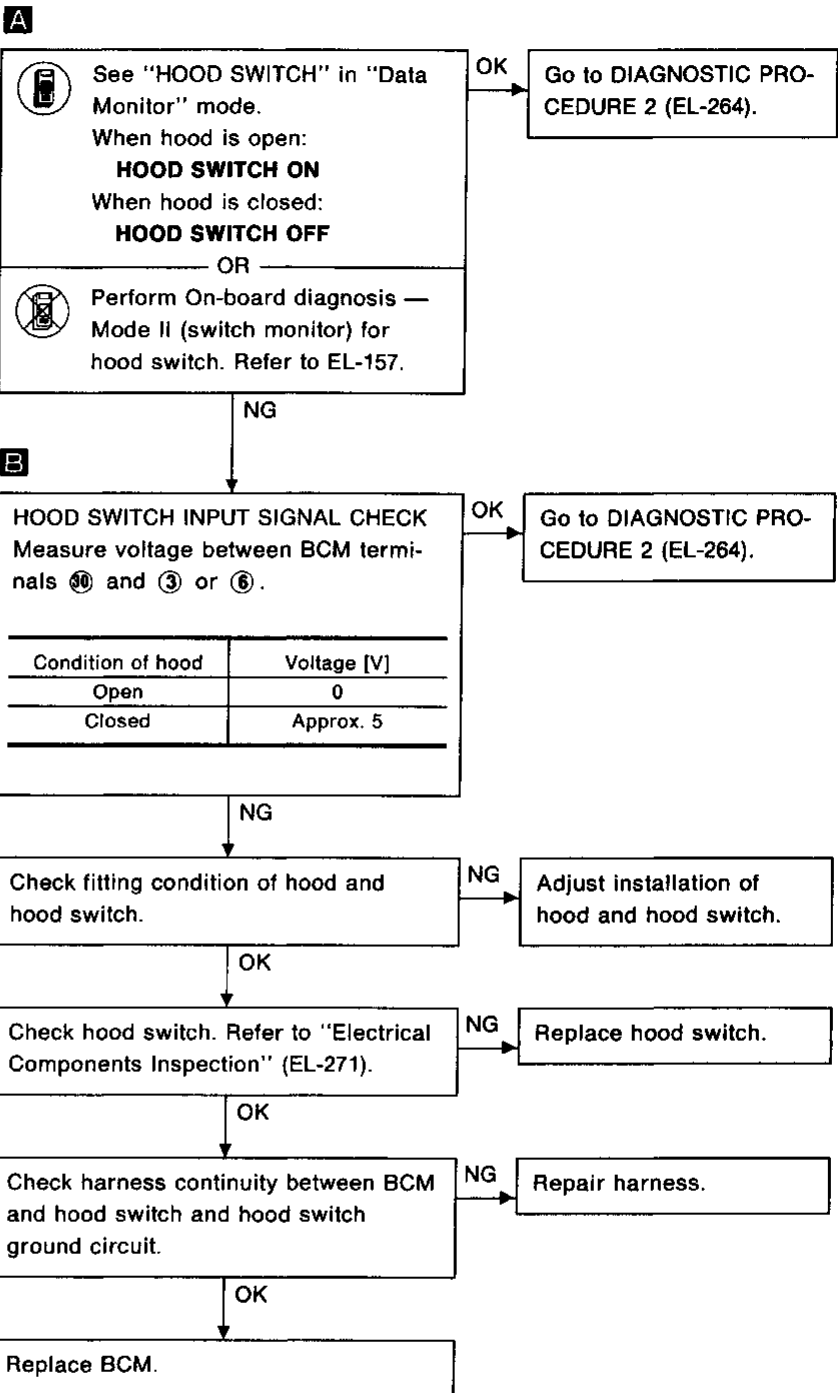 A
See "HOOD SWITCH" in "Data
Monitor" mode.
When hood is open:
HOOD SWITCH ON
When hood is closed:
HOOD SWITCH OFF
OR
Perform On-board diagnosis —
Mode II (switch monitor) for
hood switch. Refer to EL-157.
OK
Go to DIAGNOSTIC PRO-
CEDURE 2 (EL-264).
NG
B
HOOD SWITCH INPUT SIGNAL CHECK
Measure voltage between BCM termi-
nals 30 and 3 or 6.
Condition of hood Voltage [V]
Open 0
Closed Approx. 5
OK
Go to DIAGNOSTIC PRO-
CEDURE 2 (EL-264).
NG
Check fitting condition of hood and
hood switch.
NG
Adjust installation of
hood and hood switch.
OK
Check hood switch. Refer to "Electrical
Components Inspection" (EL-271).
NG
Replace hood switch.
OK
Check harness continuity between BCM
and hood switch and hood switch
ground circuit.
NG
Repair harness.
OK
Replace BCM.